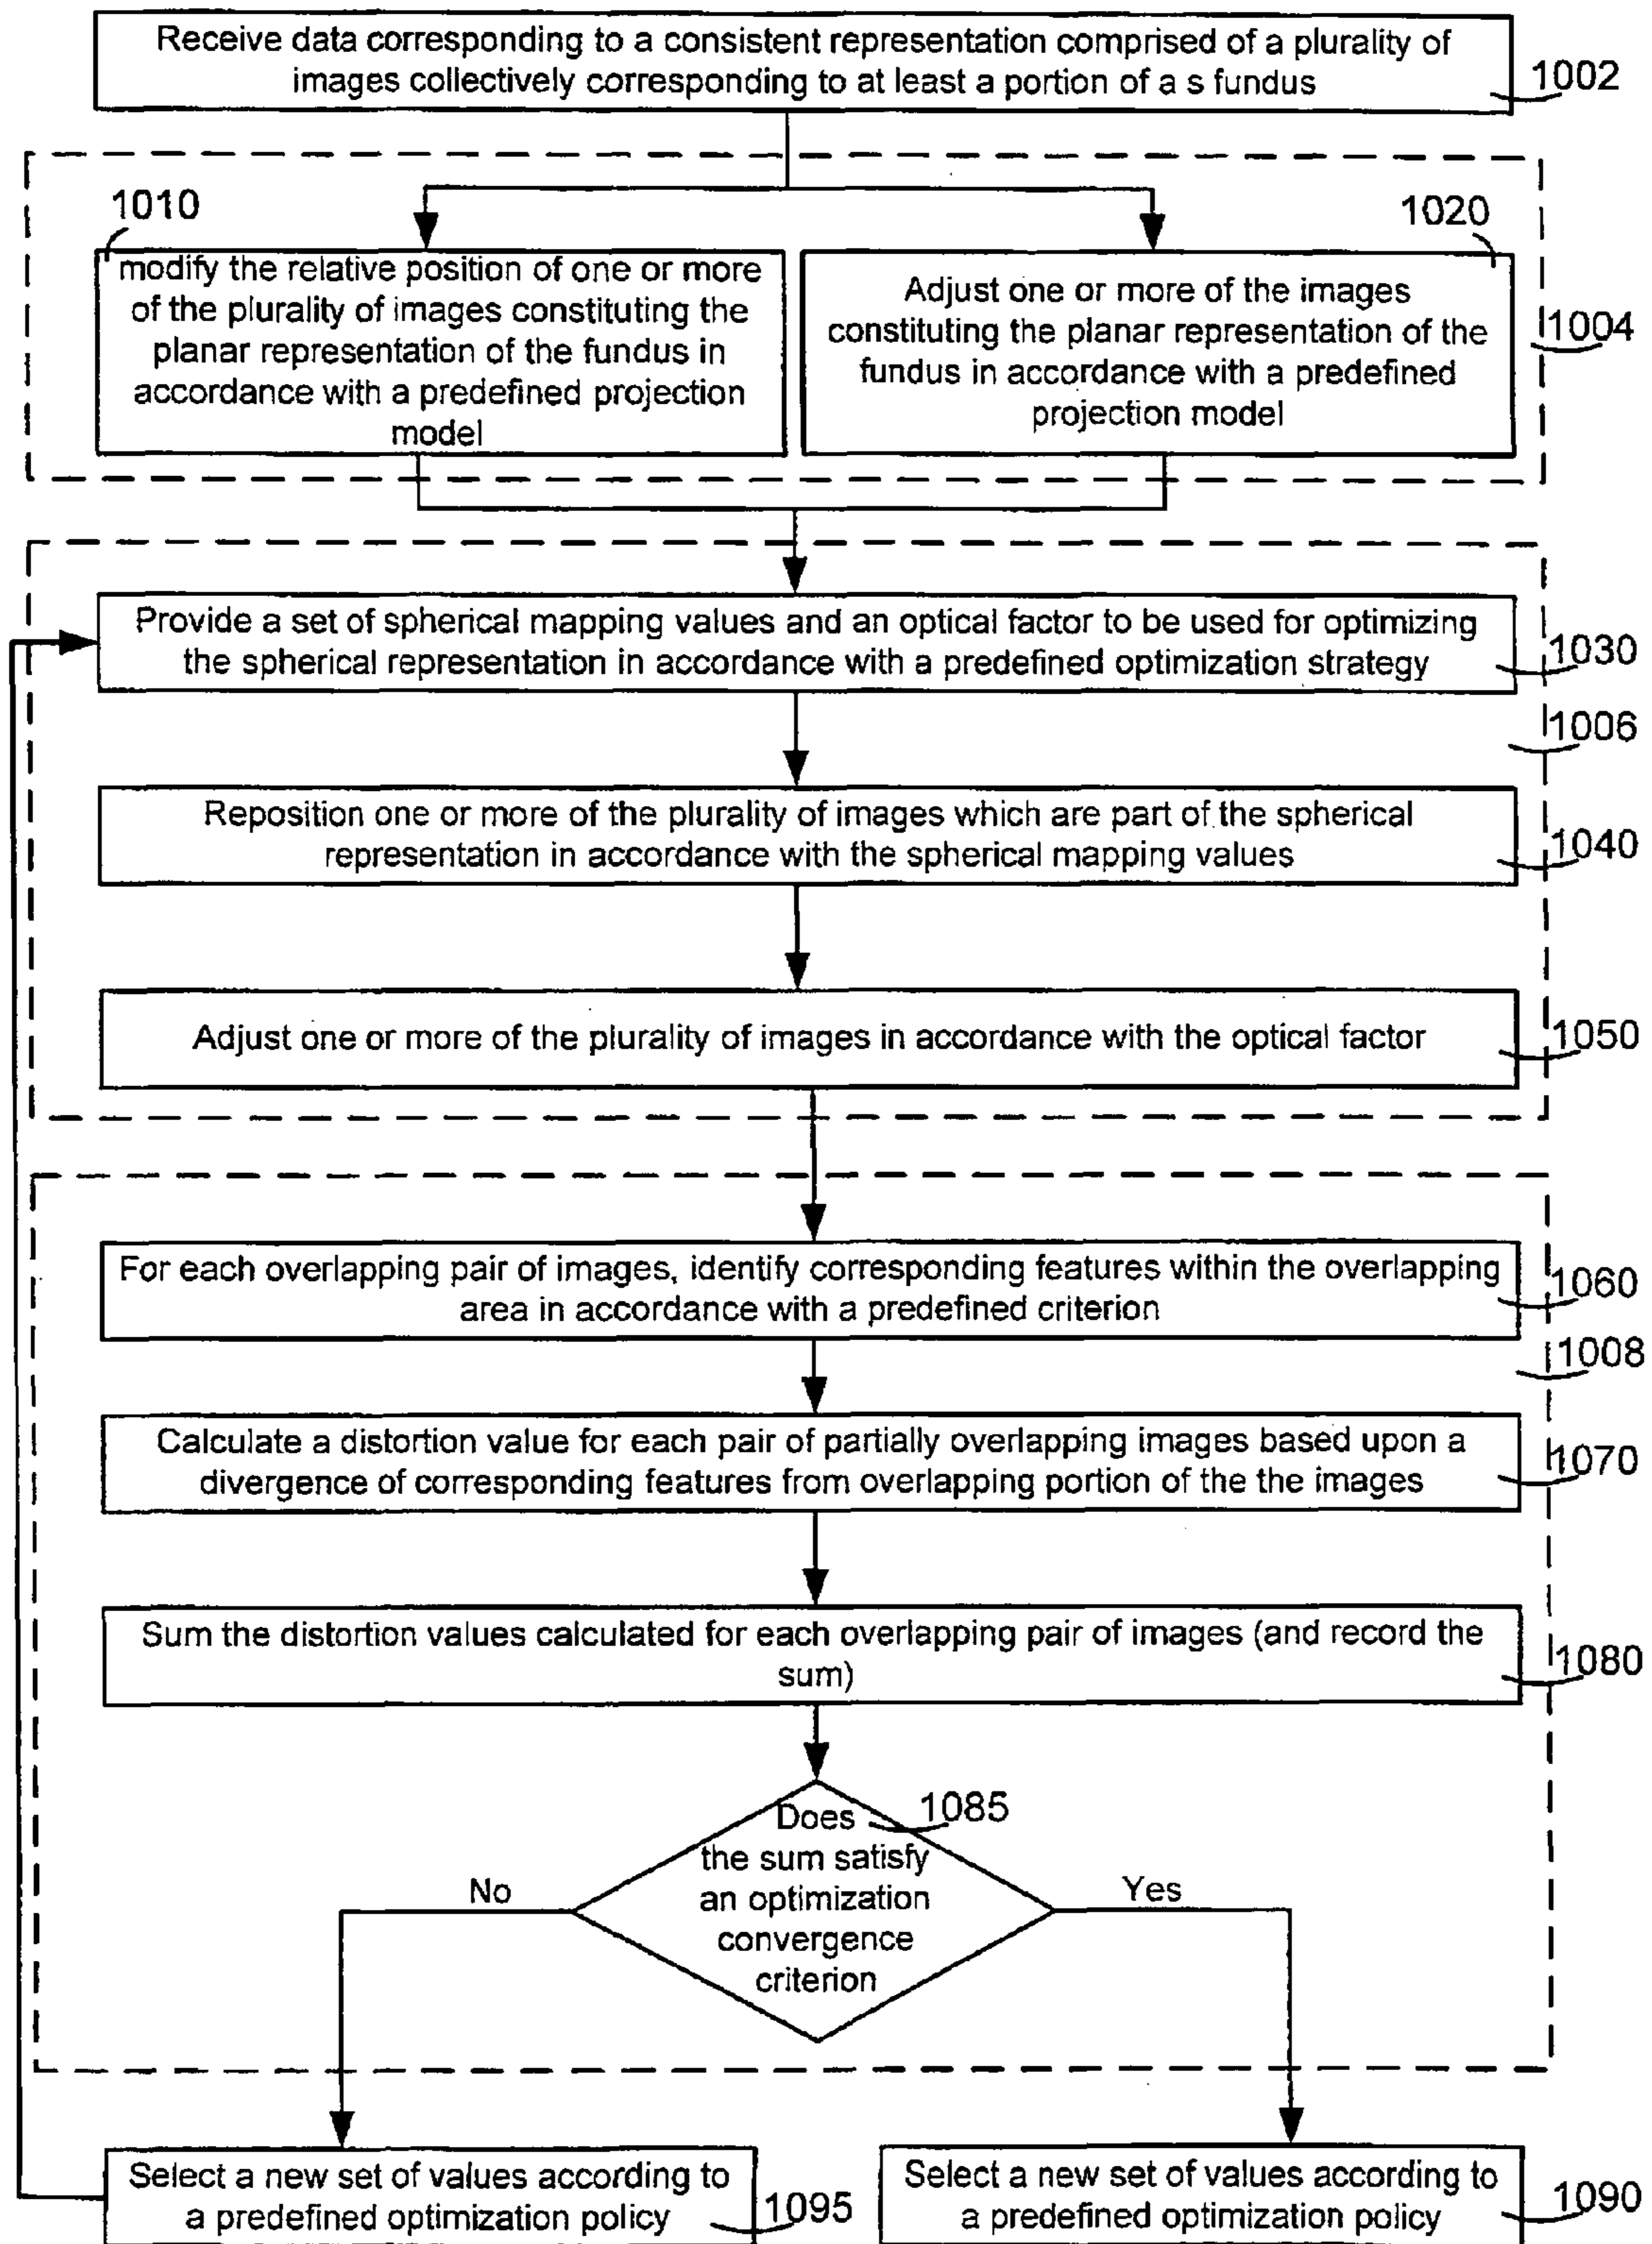 Receive data corresponding to a consistent representation comprised of a plurality of
images collectively corresponding to at least a portion of a s fundus
1002
1010
modify the relative position of one or more
of the plurality of images constituting the
planar representation of the fundus in
accordance with a predefined projection
model
1020
Adjust one or more of the images
constituting the planar representation of the
fundus in accordance with a predefined
projection model
1004
Provide a set of spherical mapping values and an optical factor to be used for optimizing
the spherical representation in accordance with a predefined optimization strategy
1030
1006
Reposition one or more of the plurality of images which are part of the spherical
representation in accordance with the spherical mapping values
1040
Adjust one or more of the plurality of images in accordance with the optical factor
1050
For each overlapping pair of images, identify corresponding features within the overlapping
area in accordance with a predefined criterion
1060
1008
Calculate a distortion value for each pair of partially overlapping images based upon a
divergence of corresponding features from overlapping portion of the the images
1070
Sum the distortion values calculated for each overlapping pair of images (and record the
sum)
1080
Does
the sum satisfy
an optimization
convergence
criterion
1085
No
Yes
Select a new set of values according to
a predefined optimization policy
1095
Select a new set of values according to
a predefined optimization policy
1090